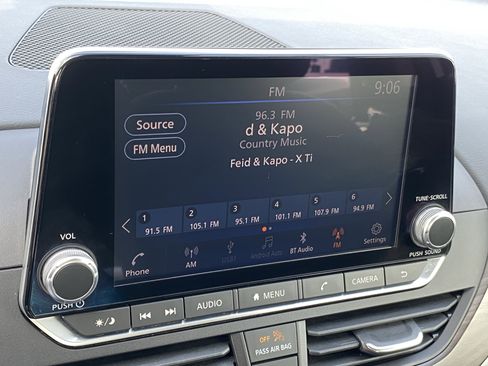 FM
9:06
96.3 FM
Source
d & Kapo
Country Music
FM Menu
Feid & Kapo - X Ti
1 2 3 4 5 6
91.5 FM 105.1 FM 95.1 FM 101.1 FM 107.9 FM 94.9 FM
Phone AM USB1 Android Auto BT Audio FM Settings
VOL
TUNE·SCROLL
PUSH
PUSH SOUND
AUDIO MENU CAMERA
OFF
PASS AIR BAG